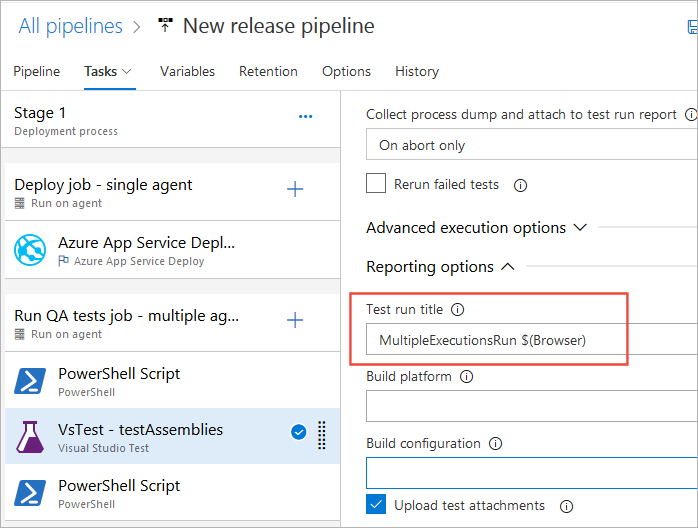 All pipelines > New release pipeline
Pipeline Tasks Variables Retention Options History
Stage 1
Deployment process
Deploy job - single agent
Run on agent
Azure App Service Depl...
Azure App Service Deploy
Run QA tests job - multiple ag...
Run on agent
PowerShell Script
PowerShell
VsTest - testAssemblies
Visual Studio Test
PowerShell Script
PowerShell
Collect process dump and attach to test run report
On abort only
Rerun failed tests
Advanced execution options
Reporting options
Test run title
MultipleExecutionsRun $(Browser)
Build platform
Build configuration
Upload test attachments